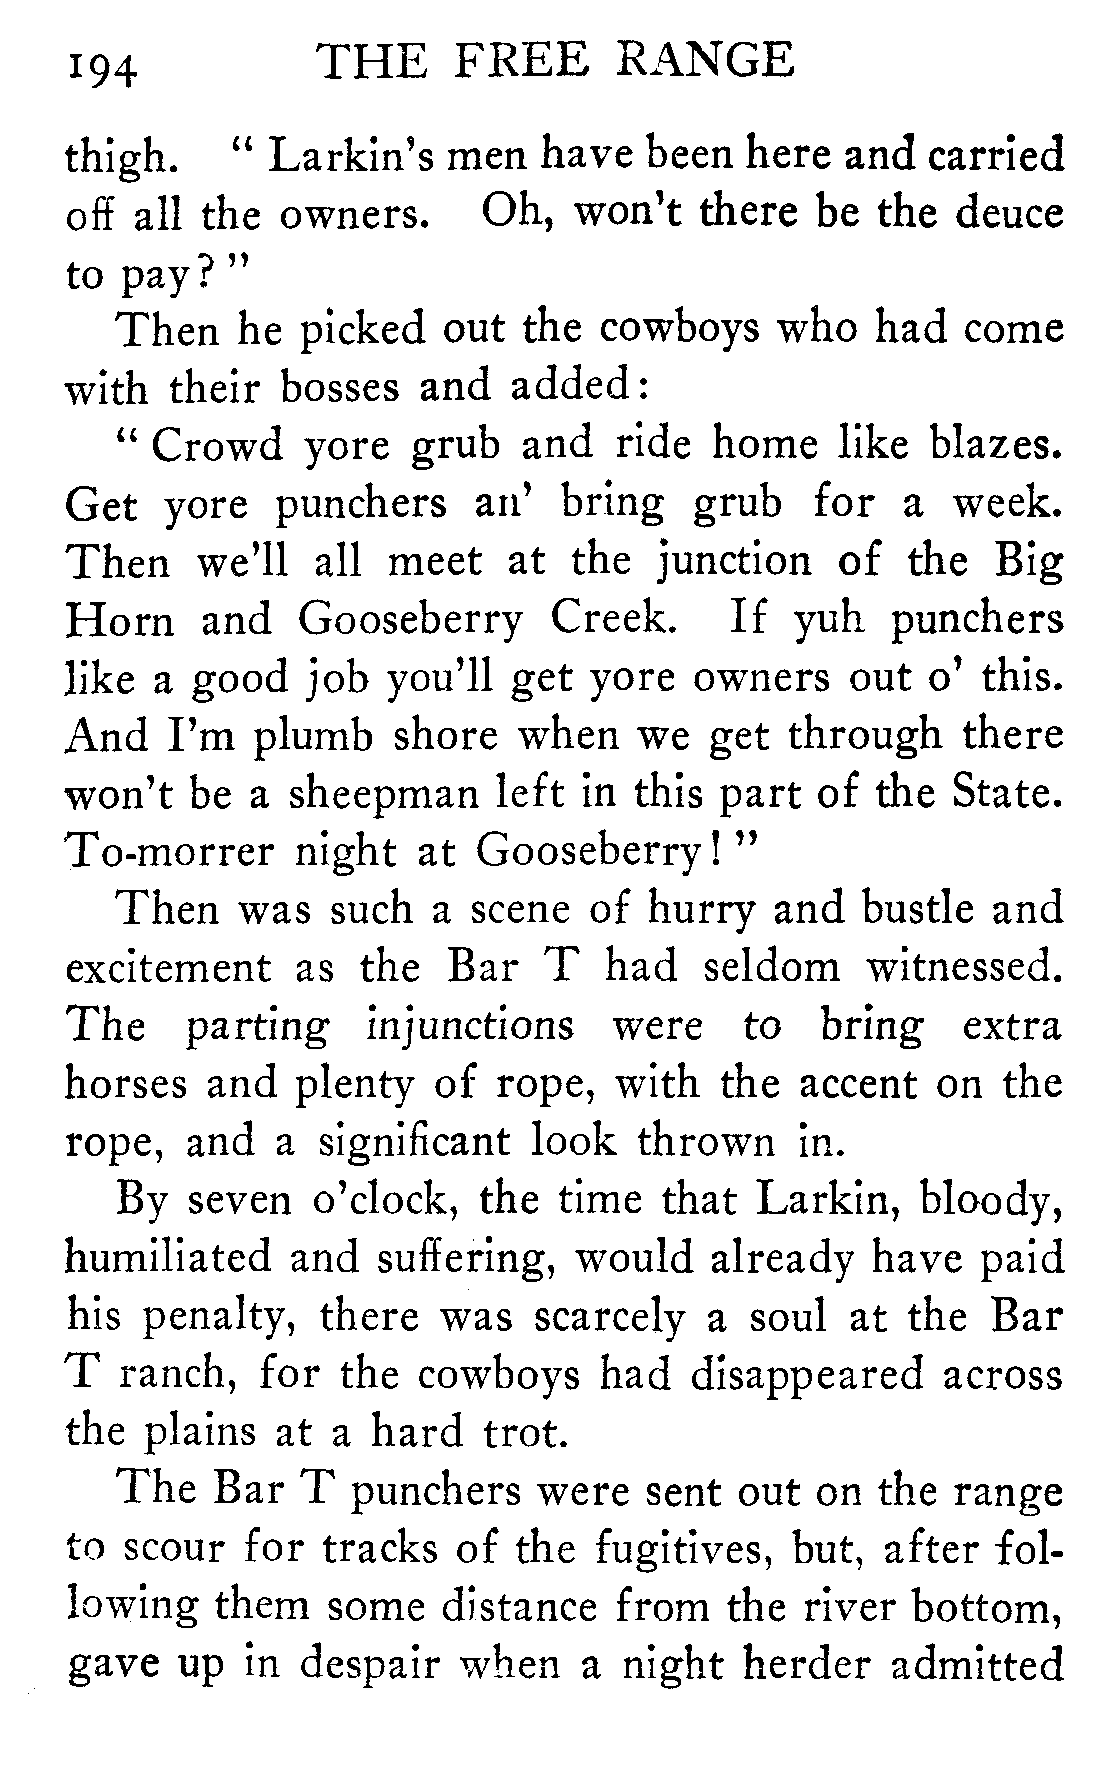 194 THE FREE RANGE
thigh. " Larkin's men have been here and carried
off all the owners. Oh, won't there be the deuce
to pay? "
Then he picked out the cowboys who had come
with their bosses and added:
" Crowd yore grub and ride home like blazes.
Get yore punchers an' bring grub for a week.
Then we'll all meet at the junction of the Big
Horn and Gooseberry Creek. If yuh punchers
like a good job you'll get yore owners out o' this.
And I'm plumb shore when we get through there
won't be a sheepman left in this part of the State.
To-morrer night at Gooseberry! "
Then was such a scene of hurry and bustle and
excitement as the Bar T had seldom witnessed.
The parting injunctions were to bring extra
horses and plenty of rope, with the accent on the
rope, and a significant look thrown in.
By seven o'clock, the time that Larkin, bloody,
humiliated and suffering, would already have paid
his penalty, there was scarcely a soul at the Bar
T ranch, for the cowboys had disappeared across
the plains at a hard trot.
The Bar T punchers were sent out on the range
to scour for tracks of the fugitives, but, after fol-
lowing them some distance from the river bottom,
gave up in despair when a night herder admitted